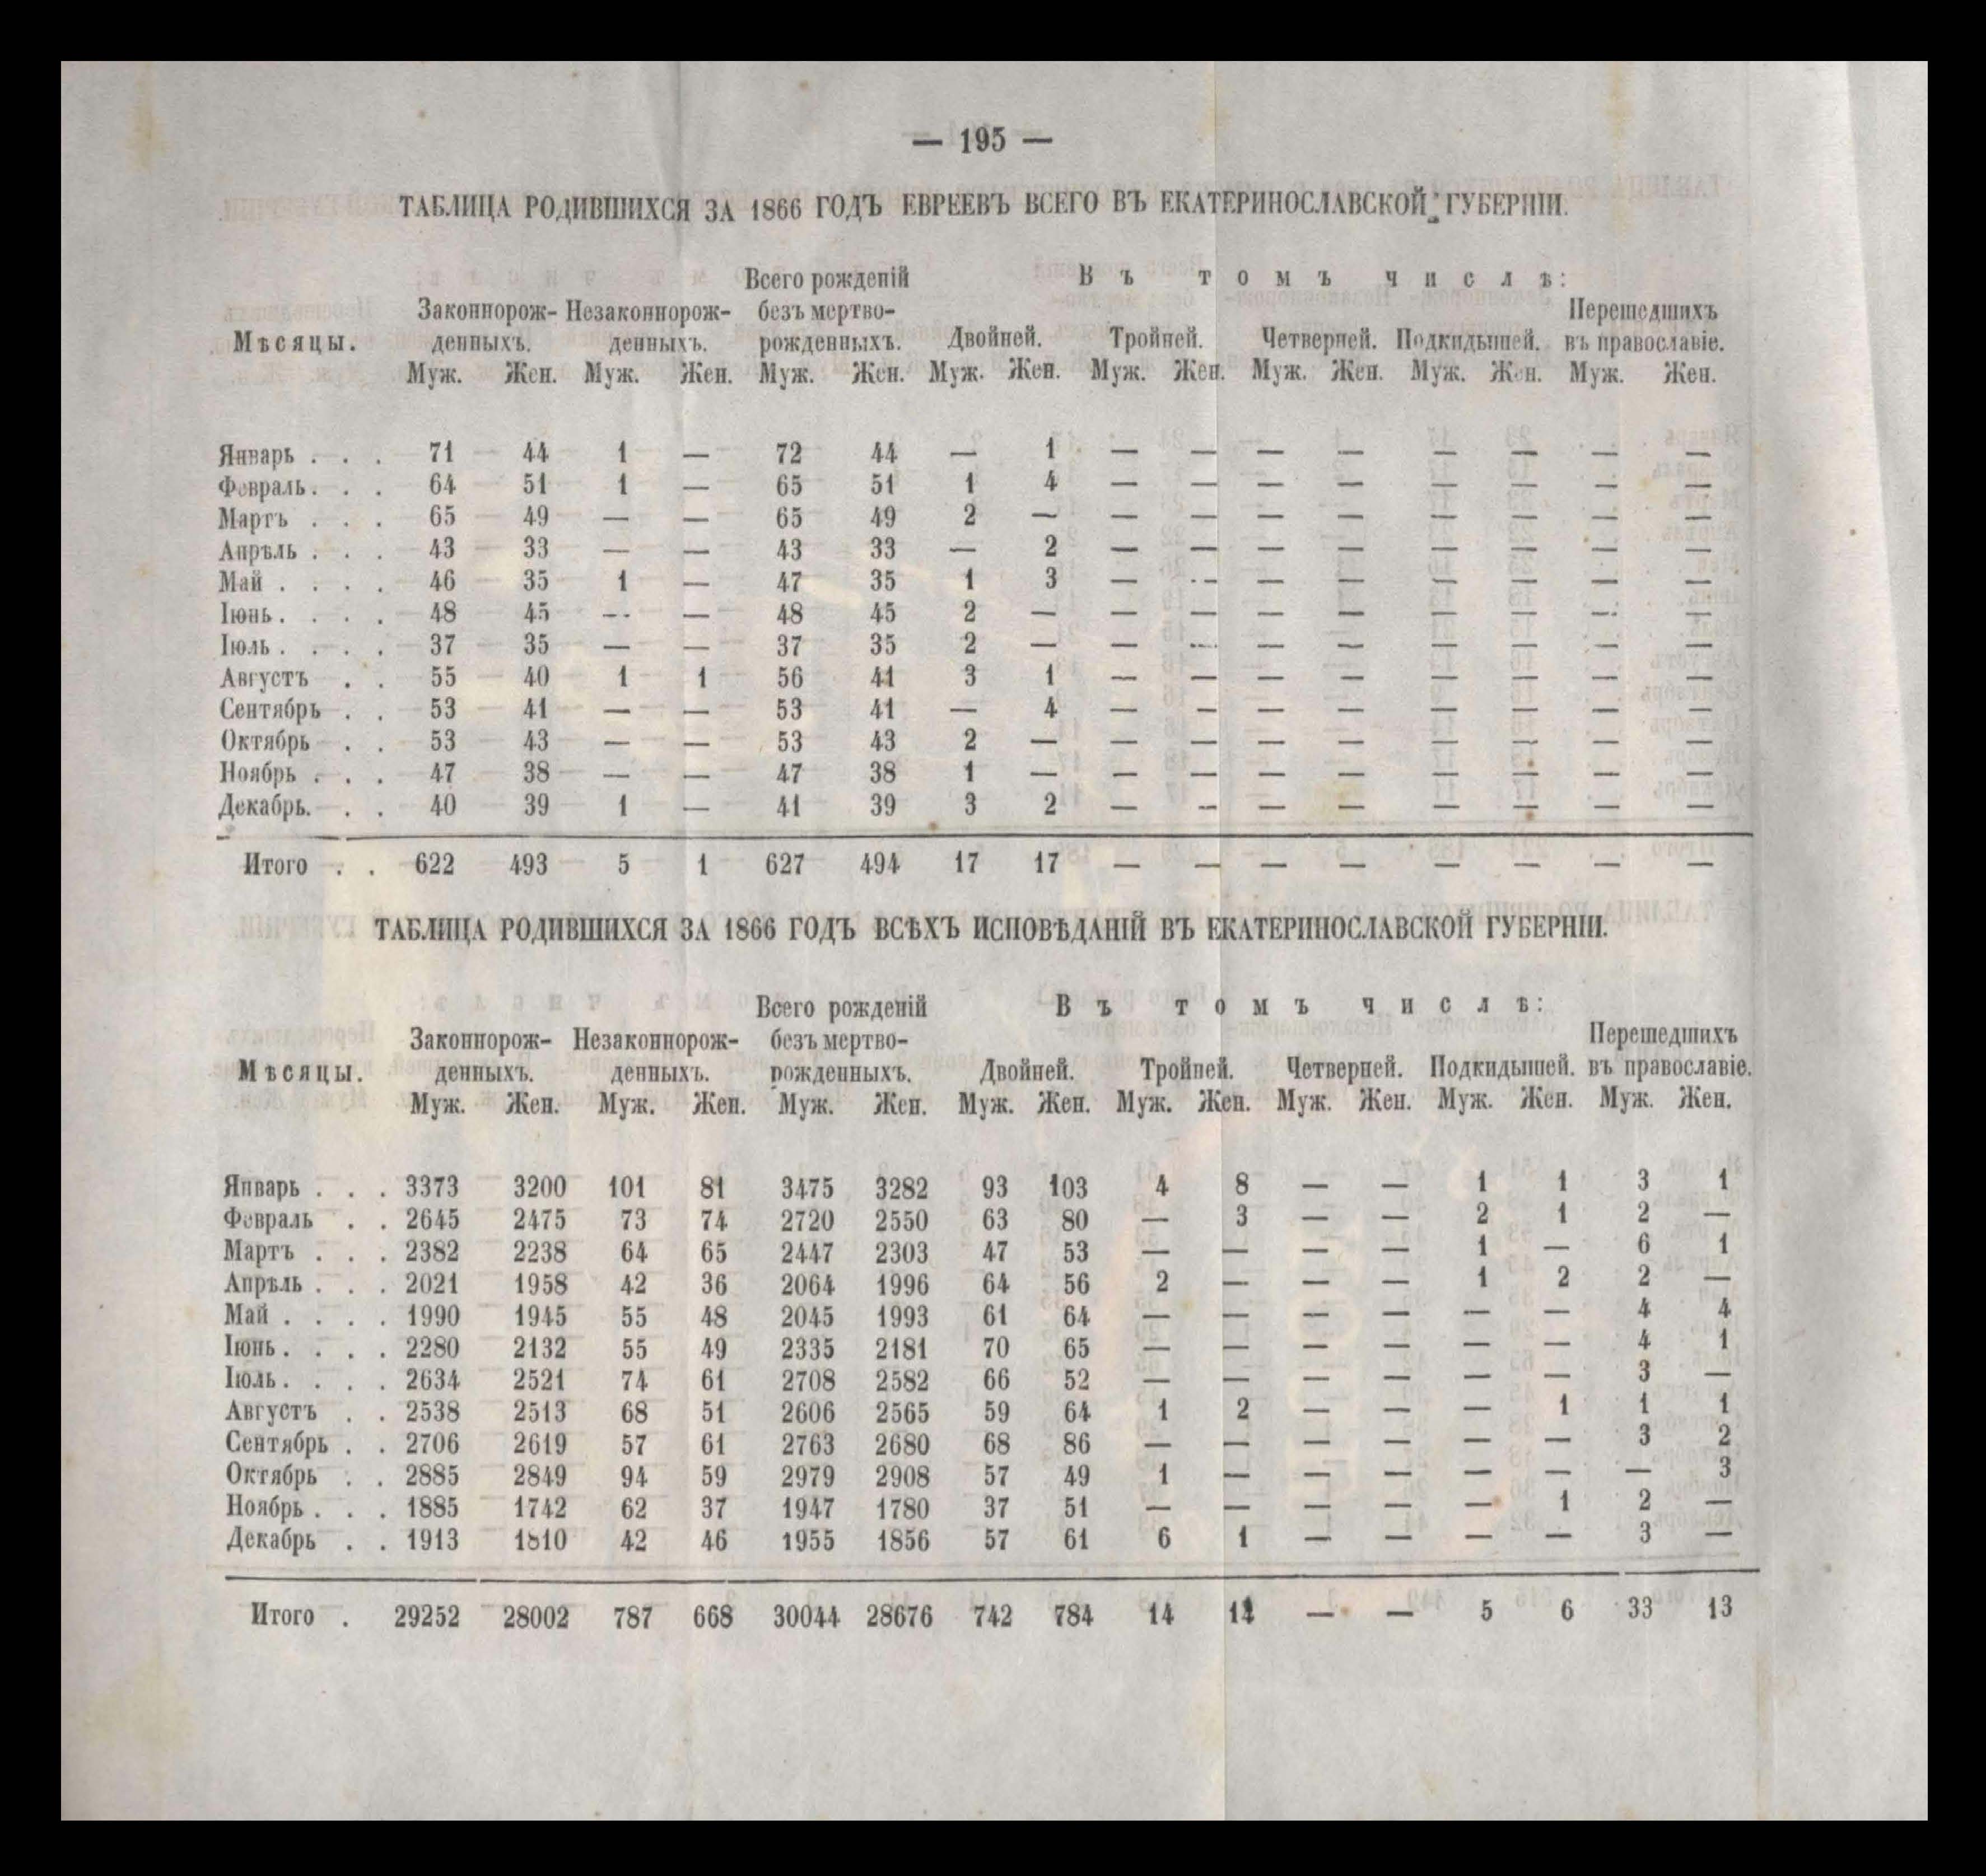 — 195 —
ТАБЛИЦА РОДИВШИХСЯ ЗА 1866 ГОДЪ ЕВРЕЕВЪ ВСЕГО ВЪ ЕКАТЕРИНОСЛАВСКОЙ ГУБЕРНІИ.
Всего рожденій Въ томъ числѣ:
Законнорож- Незаконнорож- безъ мертво- Перешедшихъ
Мѣсяцы. денныхъ. денныхъ. рожденныхъ. Двойней. Тройней. Четверней. Подкидышей. въ православіе.
Муж. Жен. Муж. Жен. Муж. Жен. Муж. Жен. Муж. Жен. Муж. Жен. Муж. Жен. Муж. Жен.
Январь . . . 71 44 1 — 72 44 — 1 — — — — — — — —
Февраль. . . 64 51 1 — 65 51 1 4 — — — — — — — —
Мартъ . . . 65 49 — — 65 49 2 — — — — — — — — —
Апрѣль . . . 43 33 — — 43 33 — 2 — — — — — — — —
Май . . . . 46 35 1 — 47 35 1 3 — — — — — — — —
Іюнь. . . . 48 45 — — 48 45 2 — — — — — — — — —
Іюль . . . . 37 35 — — 37 35 2 — — — — — — — — —
Августъ . . 55 40 1 1 56 41 3 1 — — — — — — — —
Сентябрь . . 53 41 — — 53 41 — 4 — — — — — — — —
Октябрь . . 53 43 — — 53 43 2 — — — — — — — — —
Ноябрь . . . 47 38 — — 47 38 1 — — — — — — — — —
Декабрь. . . 40 39 1 — 41 39 3 2 — — — — — — — —
Итого . . 622 493 5 1 627 494 17 17 — — — — — — — —
ТАБЛИЦА РОДИВШИХСЯ ЗА 1866 ГОДЪ ВСѢХЪ ИСПОВѢДАНІЙ ВЪ ЕКАТЕРИНОСЛАВСКОЙ ГУБЕРНІИ.
Всего рожденій Въ томъ числѣ:
Законнорож- Незаконнорож- безъ мертво- Перешедшихъ
Мѣсяцы. денныхъ. денныхъ. рожденныхъ. Двойней. Тройней. Четверней. Подкидышей. въ православіе.
Муж. Жен. Муж. Жен. Муж. Жен. Муж. Жен. Муж. Жен. Муж. Жен. Муж. Жен. Муж. Жен.
Январь . . . 3373 3200 101 81 3475 3282 93 103 4 8 — — 1 1 3 1
Февраль . . 2645 2475 73 74 2720 2550 63 80 — 3 — — 2 1 2 —
Мартъ . . . 2382 2238 64 65 2447 2303 47 53 — — — — 1 — 6 1
Апрѣль . . . 2021 1958 42 36 2064 1996 64 56 2 — — — 1 2 2 —
Май . . . . 1990 1945 55 48 2045 1993 61 64 — — — — — — 4 4
Іюнь. . . . 2280 2132 55 49 2335 2181 70 65 — — — — — — 4 1
Іюль. . . . 2634 2521 74 61 2708 2582 66 52 — — — — — — 3 —
Августъ . . 2538 2513 68 51 2606 2565 59 64 1 2 — — — 1 1 1
Сентябрь . . 2706 2619 57 61 2763 2680 68 86 — — — — — — 3 2
Октябрь . . 2885 2849 94 59 2979 2908 57 49 1 — — — — — — 3
Ноябрь . . . 1885 1742 62 37 1947 1780 37 51 — — — — — 1 2 —
Декабрь . . 1913 1810 42 46 1955 1856 57 61 6 1 — — — — 3 —
Итого . 29252 28002 787 668 30044 28676 742 784 14 14 — — 5 6 33 13